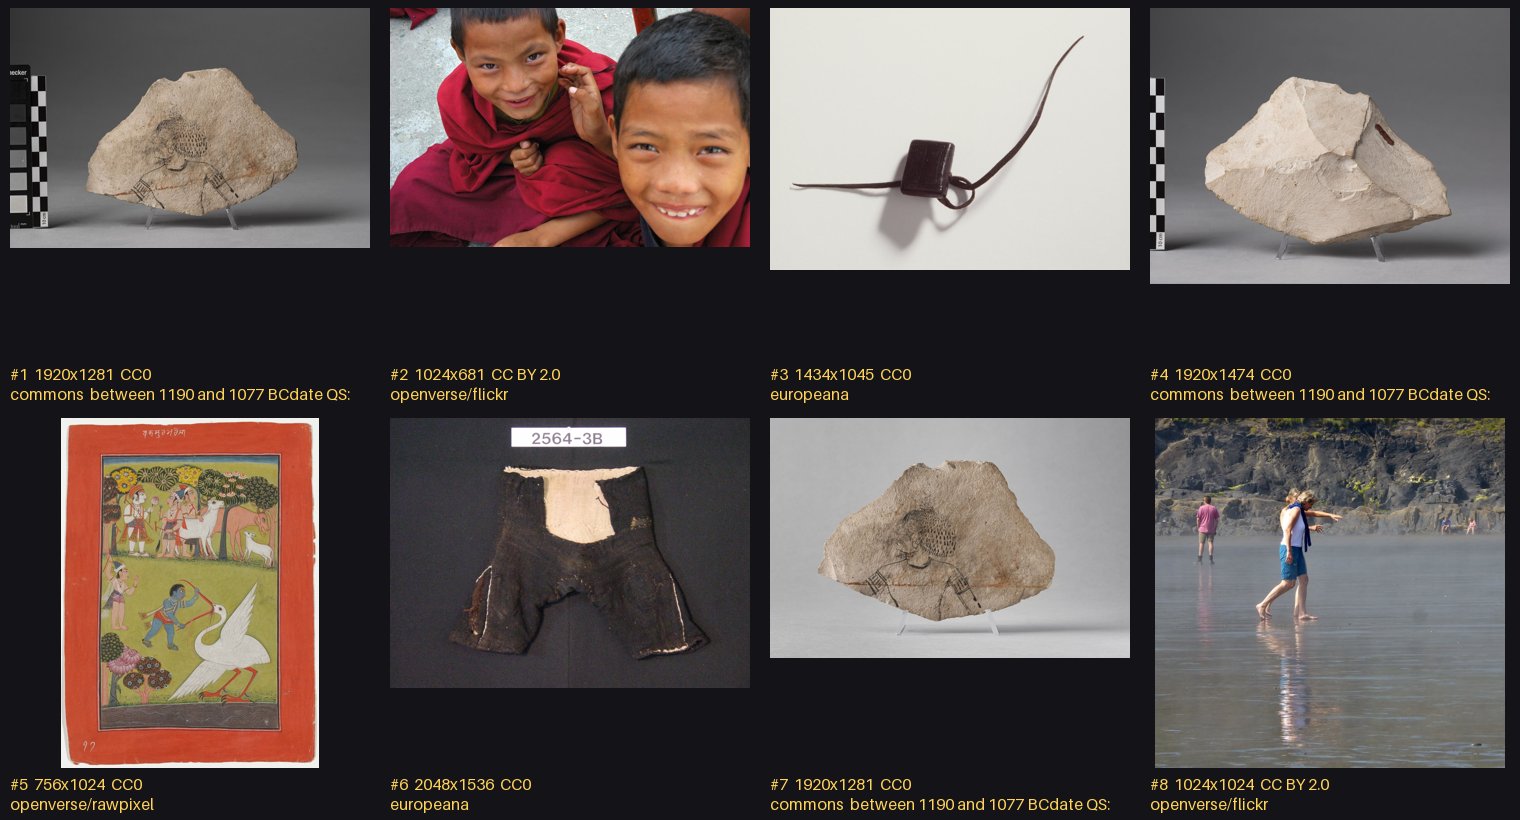 #1 1920x1281 CC0
commons between 1190 and 1077 BCdate QS:
#2 1024x681 CC BY 2.0
openverse/flickr
#3 1434x1045 CC0
europeana
#4 1920x1474 CC0
commons between 1190 and 1077 BCdate QS:
2564-3B
#5 756x1024 CC0
openverse/rawpixel
#6 2048x1536 CC0
europeana
#7 1920x1281 CC0
commons between 1190 and 1077 BCdate QS:
#8 1024x1024 CC BY 2.0
openverse/flickr